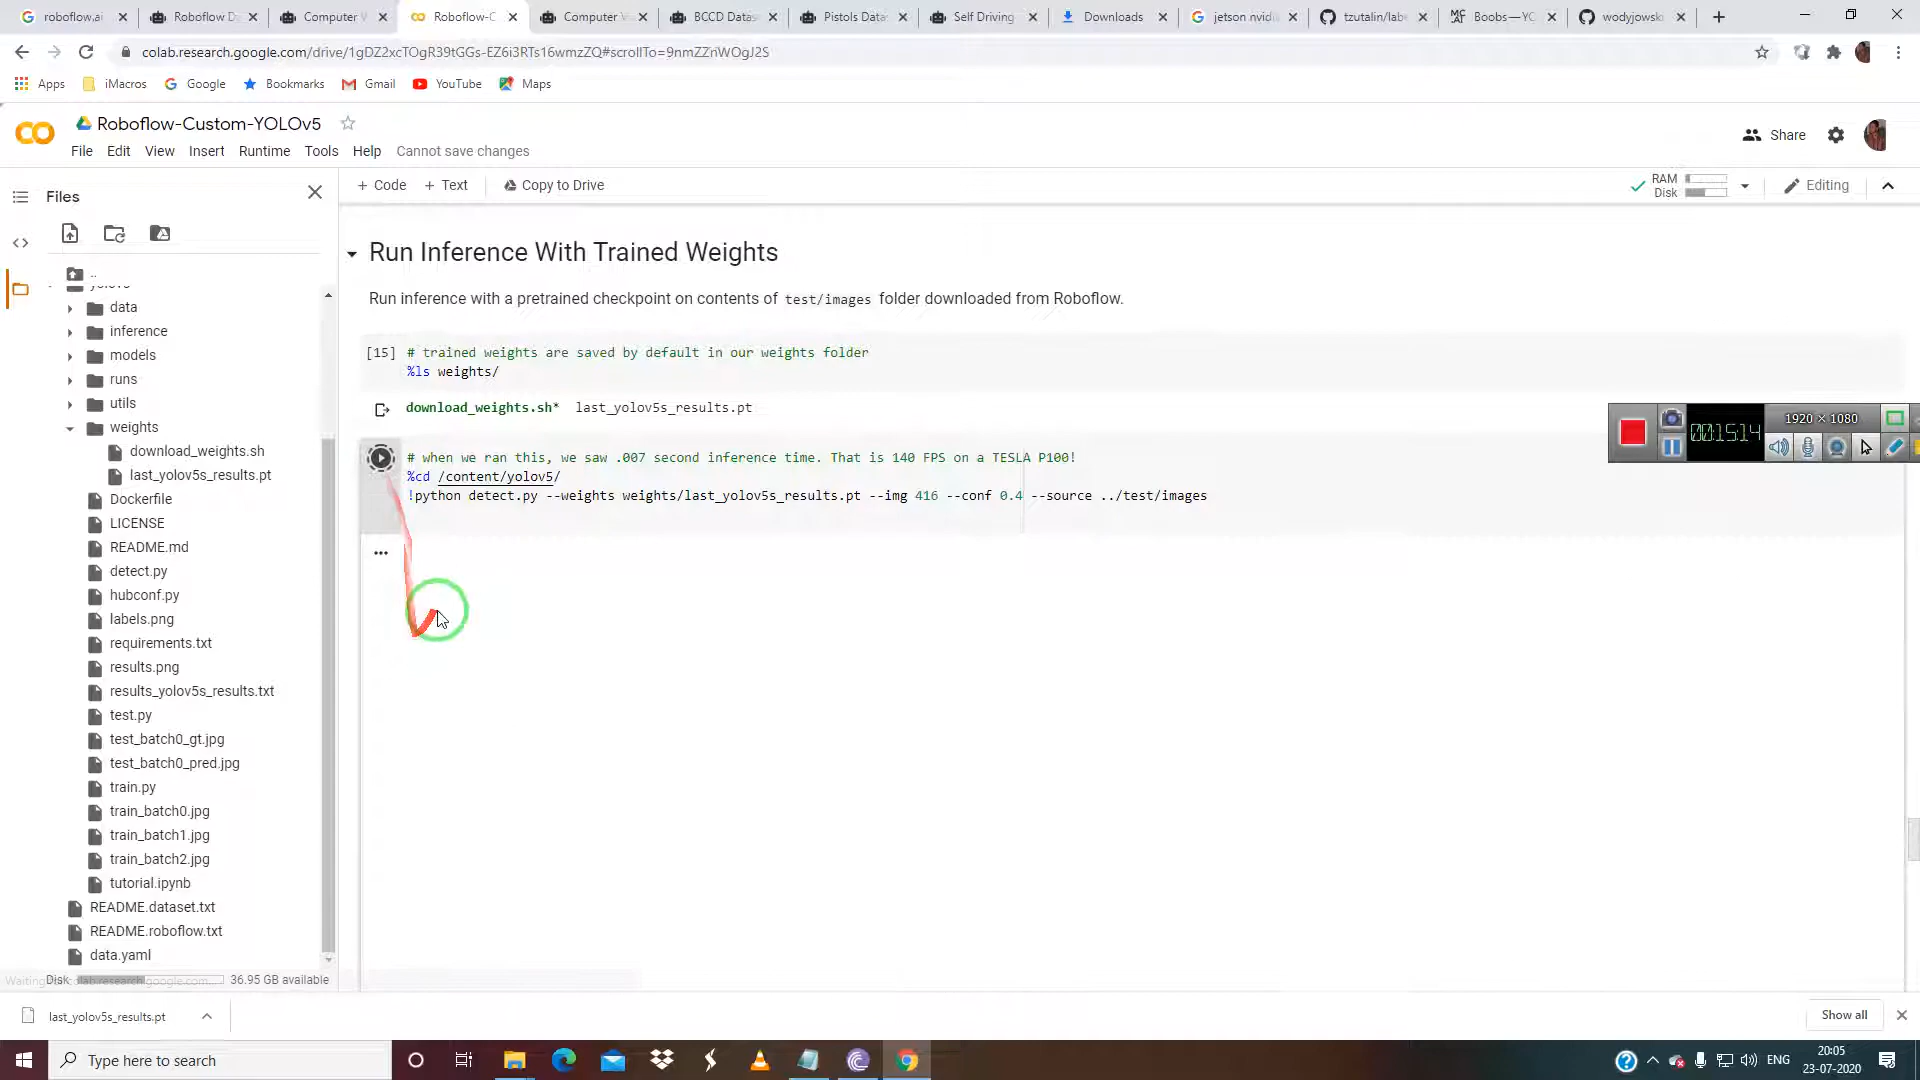 roboflow.ai
Roboflow D
Computer V
Roboflow-C
Computer
BCCD Datas
Pistols Data
Self Driving
Downloads
jetson nvidi
tzutalin/lab
Boobs — YO
wodyjowsk
colab.research.google.com/drive/1gDZ2xcTOgR39tGGs-EZ6i3RTs16wmzZQ#scrollTo=9nmZZnWOgJ2S
Apps iMacros Google Bookmarks Gmail YouTube Maps
Roboflow-Custom-YOLOv5
Share
File Edit View Insert Runtime Tools Help Cannot save changes
Files
+ Code + Text Copy to Drive
RAM
Disk
Editing
..
yolov5
data
inference
models
runs
utils
weights
download_weights.sh
last_yolov5s_results.pt
Dockerfile
LICENSE
README.md
detect.py
hubconf.py
labels.png
requirements.txt
results.png
results_yolov5s_results.txt
test.py
test_batch0_gt.jpg
test_batch0_pred.jpg
train.py
train_batch0.jpg
train_batch1.jpg
train_batch2.jpg
tutorial.ipynb
README.dataset.txt
README.roboflow.txt
data.yaml
Disk 36.95 GB available
Run Inference With Trained Weights
Run inference with a pretrained checkpoint on contents of test/images folder downloaded from Roboflow.
[15] # trained weights are saved by default in our weights folder
%ls weights/
download_weights.sh* last_yolov5s_results.pt
# when we ran this, we saw .007 second inference time. That is 140 FPS on a TESLA P100!
%cd /content/yolov5/
!python detect.py --weights weights/last_yolov5s_results.pt --img 416 --conf 0.4 --source ../test/images
1920 × 1080
00:15:14
last_yolov5s_results.pt
Show all
Type here to search
ENG
20:05
23-07-2020